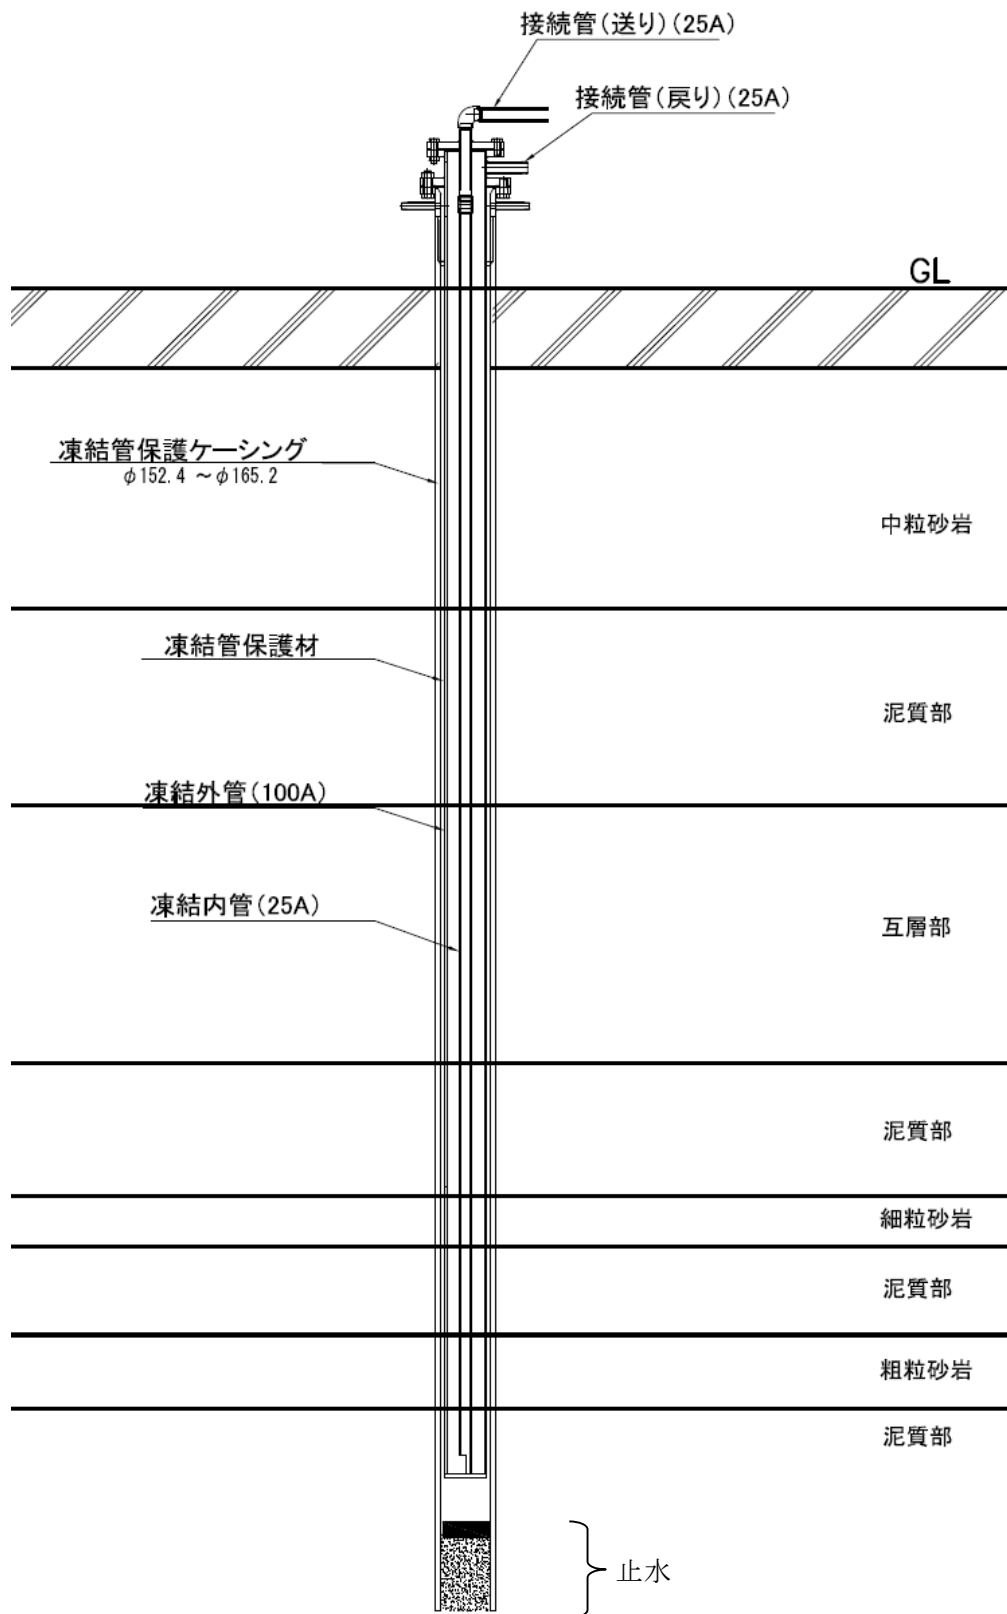 接続管(送り)(25A)
接続管(戻り)(25A)
GL
凍結管保護ケーシング
φ152.4 ～φ165.2
中粒砂岩
凍結管保護材
泥質部
凍結外管(100A)
凍結内管(25A)
互層部
泥質部
細粒砂岩
泥質部
粗粒砂岩
泥質部
止水